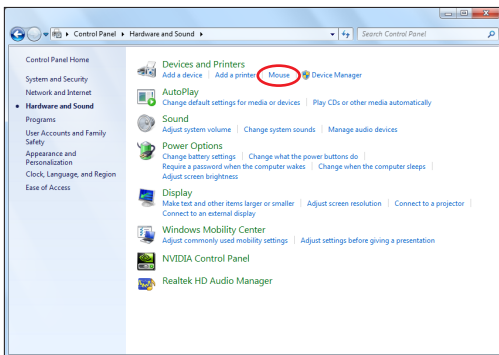 Control Panel ▸ Hardware and Sound ▸
Search Control Panel
Control Panel Home
System and Security
Network and Internet
Hardware and Sound
Programs
User Accounts and Family
Safety
Appearance and
Personalization
Clock, Language, and Region
Ease of Access
Devices and Printers
Add a device | Add a printer | Mouse | Device Manager
AutoPlay
Change default settings for media or devices | Play CDs or other media automatically
Sound
Adjust system volume | Change system sounds | Manage audio devices
Power Options
Change battery settings | Change what the power buttons do |
Require a password when the computer wakes | Change when the computer sleeps |
Adjust screen brightness
Display
Make text and other items larger or smaller | Adjust screen resolution | Connect to a projector |
Connect to an external display
Windows Mobility Center
Adjust commonly used mobility settings | Adjust settings before giving a presentation
NVIDIA Control Panel
Realtek HD Audio Manager